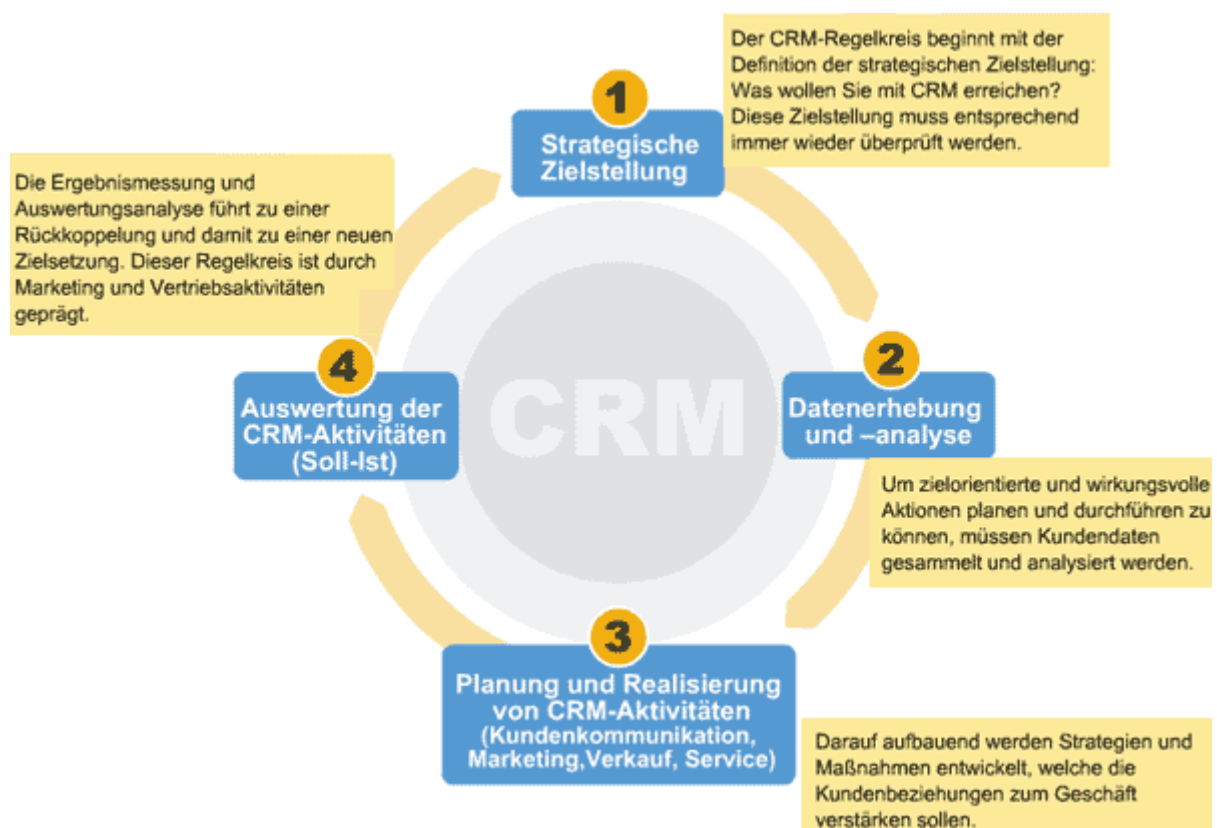 1
Strategische
Zielstellung
Der CRM-Regelkreis beginnt mit der
Definition der strategischen Zielstellung:
Was wollen Sie mit CRM erreichen?
Diese Zielstellung muss entsprechend
immer wieder überprüft werden.
2
Datenerhebung
und –analyse
Um zielorientierte und wirkungsvolle
Aktionen planen und durchführen zu
können, müssen Kundendaten
gesammelt und analysiert werden.
3
Planung und Realisierung
von CRM-Aktivitäten
(Kundenkommunikation,
Marketing,Verkauf, Service)
Darauf aufbauend werden Strategien und
Maßnahmen entwickelt, welche die
Kundenbeziehungen zum Geschäft
verstärken sollen.
4
Auswertung der
CRM-Aktivitäten
(Soll-Ist)
Die Ergebnismessung und
Auswertungsanalyse führt zu einer
Rückkoppelung und damit zu einer neuen
Zielsetzung. Dieser Regelkreis ist durch
Marketing und Vertriebsaktivitäten
geprägt.
CRM